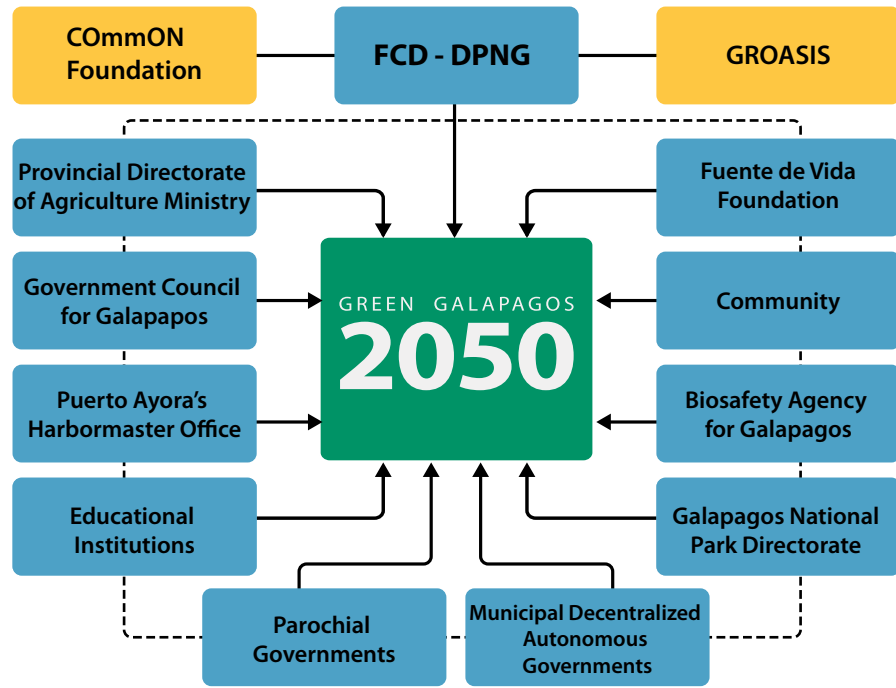 COmmON
Foundation
FCD - DPNG
GROASIS
Provincial Directorate
of Agriculture Ministry
Fuente de Vida
Foundation
Government Council
for Galapapos
GREEN GALAPAGOS
2050
Community
Puerto Ayora’s
Harbormaster Office
Biosafety Agency
for Galapagos
Educational
Institutions
Galapagos National
Park Directorate
Parochial
Governments
Municipal Decentralized
Autonomous
Governments